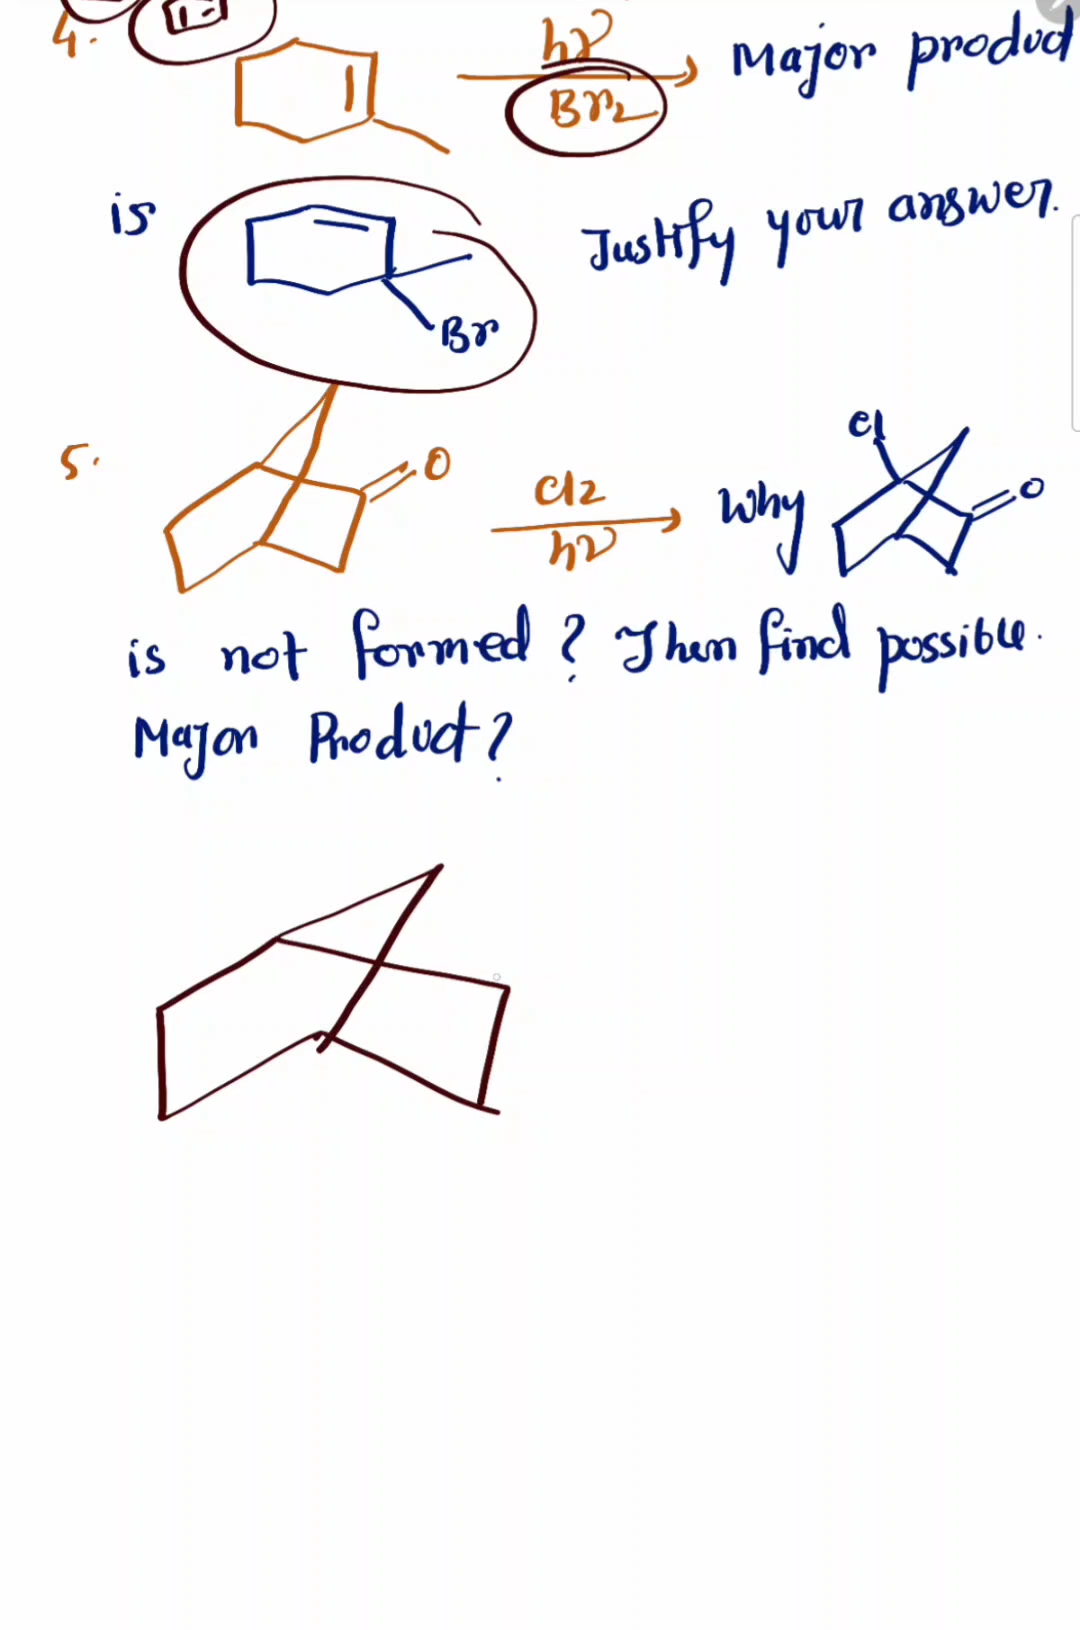 4.
hν
Br2
Major product
is
Justify your answer.
Br
5.
O
Cl2
hν
Why
Cl
O
is not formed? Then find possible.
Major Product?